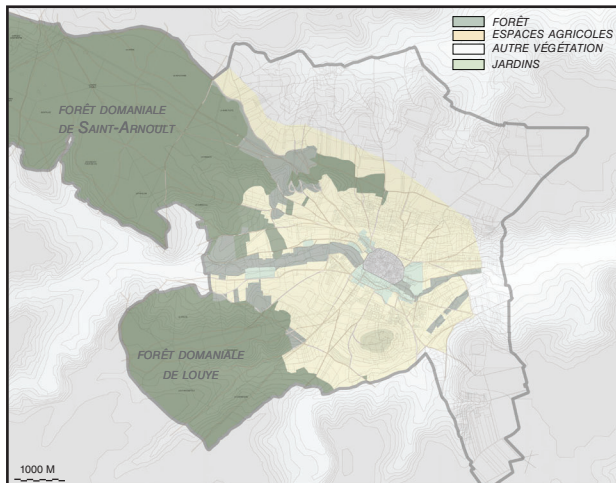 FORÊT
ESPACES AGRICOLES
AUTRE VÉGÉTATION
JARDINS
FORÊT DOMANIALE
DE SAINT-ARNOULT
FORÊT DOMANIALE
DE LOUYE
1000 M